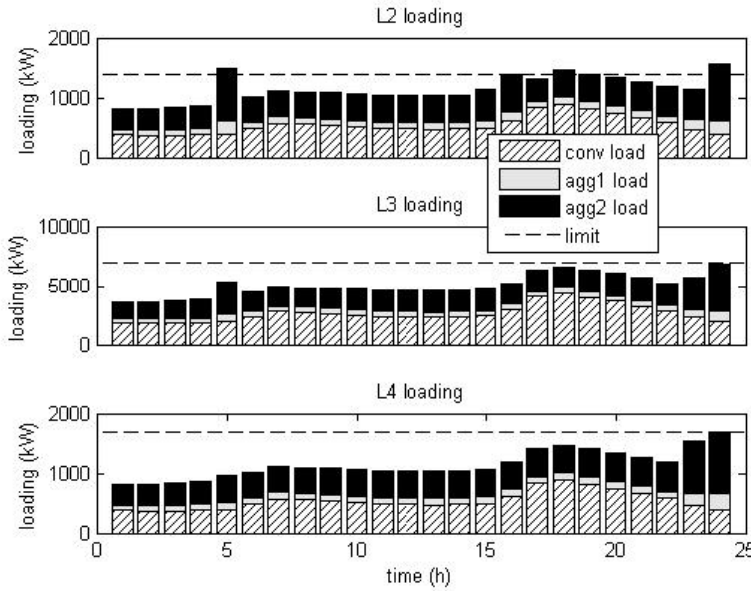 L2 loading
2000
1000
0
loading (kW)
conv load
agg1 load
agg2 load
limit
L3 loading
10000
5000
0
loading (kW)
L4 loading
2000
1000
0
loading (kW)
0 5 10 15 20 25
time (h)